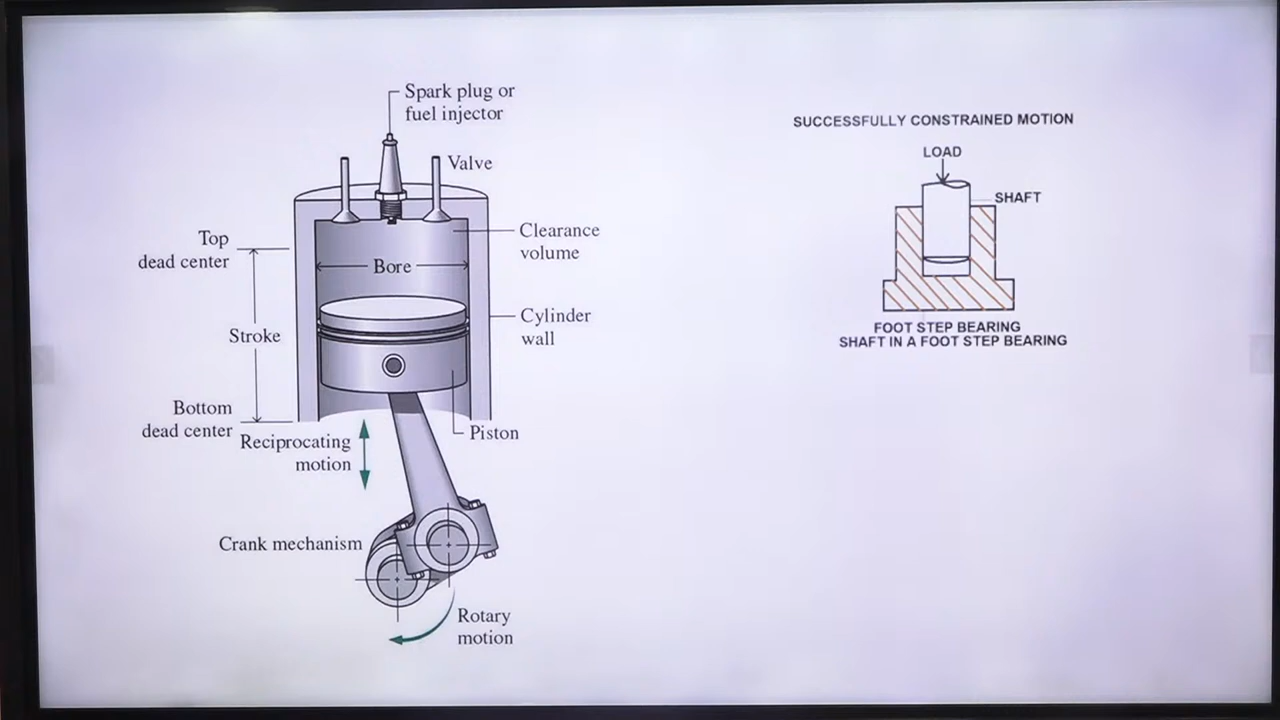 Spark plug or
fuel injector
Valve
Top
dead center
Clearance
volume
Bore
Stroke
Cylinder
wall
Bottom
dead center
Reciprocating
motion
Piston
Crank mechanism
Rotary
motion
SUCCESSFULLY CONSTRAINED MOTION
LOAD
SHAFT
FOOT STEP BEARING
SHAFT IN A FOOT STEP BEARING